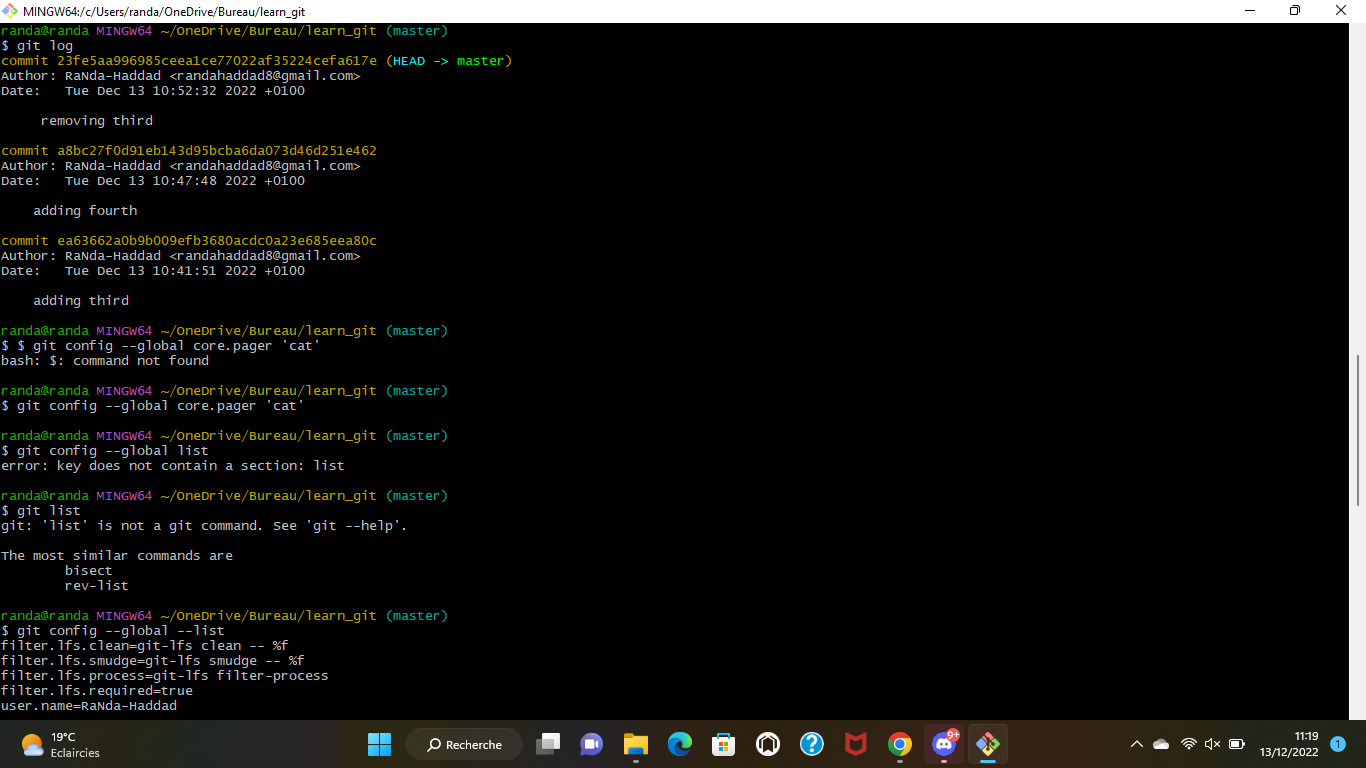 MINGW64:/c/Users/randa/OneDrive/Bureau/learn_git
randa@randa MINGW64 ~/OneDrive/Bureau/learn_git (master)
$ git log
commit 23fe5aa996985ceea1ce77022af35224cefa617e (HEAD -> master)
Author: RaNda-Haddad <randahaddad8@gmail.com>
Date:   Tue Dec 13 10:52:32 2022 +0100
removing third
commit a8bc27f0d91eb143d95bcba6da073d46d251e462
Author: RaNda-Haddad <randahaddad8@gmail.com>
Date:   Tue Dec 13 10:47:48 2022 +0100
adding fourth
commit ea63662a0b9b009efb3680acdc0a23e685eea80c
Author: RaNda-Haddad <randahaddad8@gmail.com>
Date:   Tue Dec 13 10:41:51 2022 +0100
adding third
randa@randa MINGW64 ~/OneDrive/Bureau/learn_git (master)
$ $ git config --global core.pager 'cat'
bash: $: command not found
randa@randa MINGW64 ~/OneDrive/Bureau/learn_git (master)
$ git config --global core.pager 'cat'
randa@randa MINGW64 ~/OneDrive/Bureau/learn_git (master)
$ git config --global list
error: key does not contain a section: list
randa@randa MINGW64 ~/OneDrive/Bureau/learn_git (master)
$ git list
git: 'list' is not a git command. See 'git --help'.
The most similar commands are
bisect
rev-list
randa@randa MINGW64 ~/OneDrive/Bureau/learn_git (master)
$ git config --global --list
filter.lfs.clean=git-lfs clean -- %f
filter.lfs.smudge=git-lfs smudge -- %f
filter.lfs.process=git-lfs filter-process
filter.lfs.required=true
user.name=RaNda-Haddad
19°C
Eclaircies
Recherche
9+
11:19
13/12/2022
1